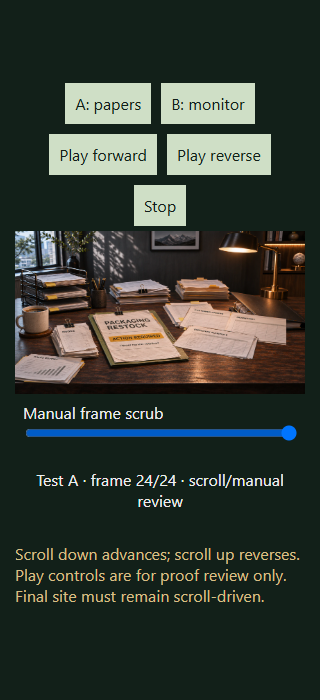 A: papers
B: monitor
Play forward
Play reverse
Stop
PACKAGING
RESTOCK
ACTION REQUIRED
Manual frame scrub
Test A · frame 24/24 · scroll/manual
review
Scroll down advances; scroll up reverses.
Play controls are for proof review only.
Final site must remain scroll-driven.